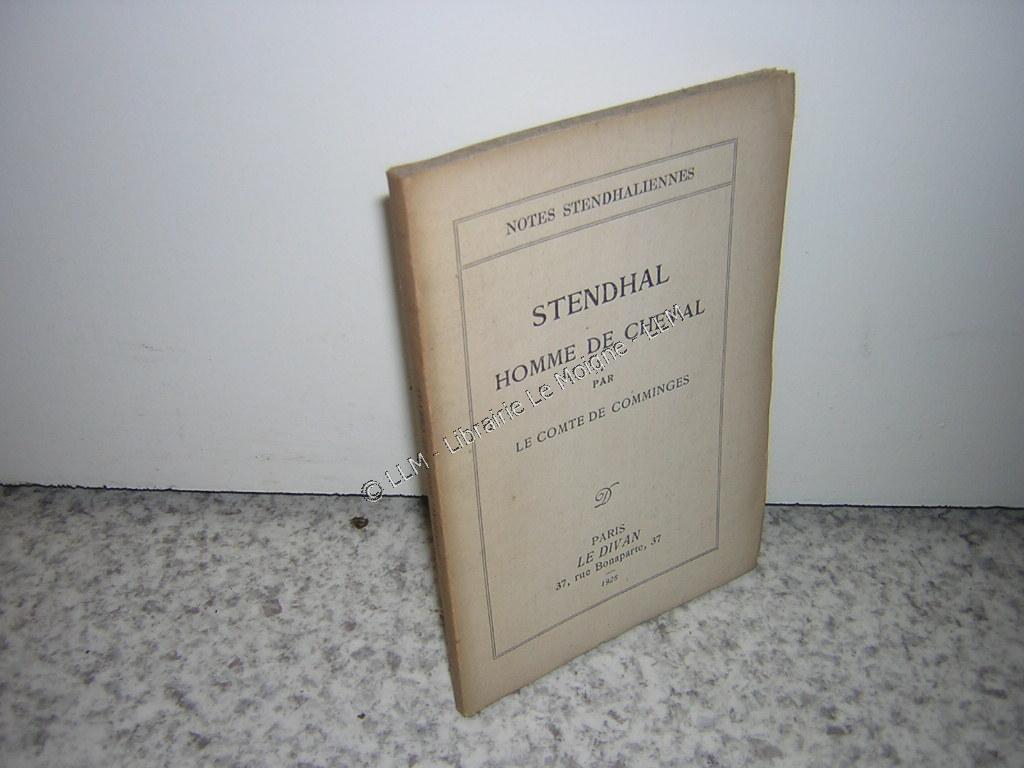 NOTES STENDHALIENNES
STENDHAL
HOMME DE CHEVAL
PAR
LE COMTE DE COMMINGES
D
PARIS
LE DIVAN
37, rue Bonaparte, 37
1928
© LLM - Librairie Le Moigne - LLM